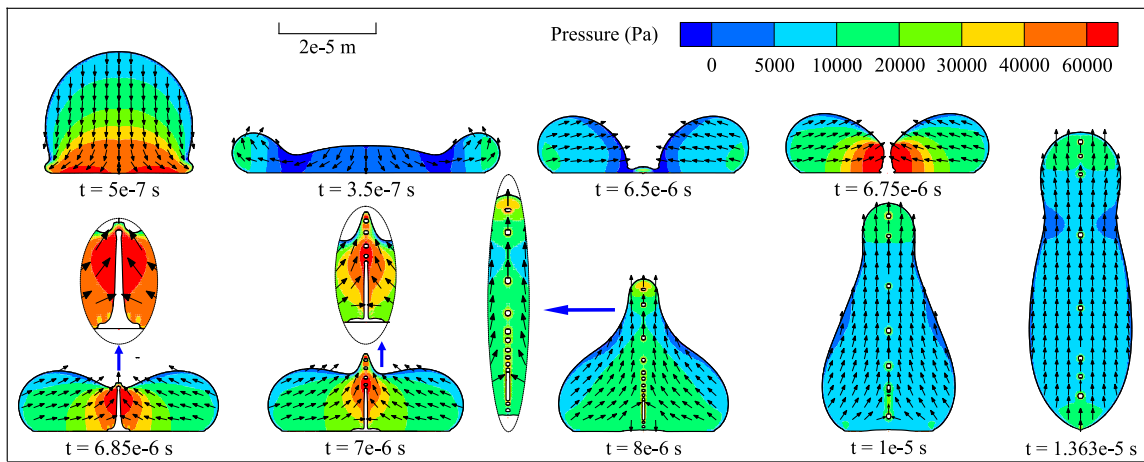 Pressure (Pa)
0 5000 10000 20000 30000 40000 60000
2e-5 m
t = 5e-7 s
t = 3.5e-7 s
t = 6.5e-6 s
t = 6.75e-6 s
t = 6.85e-6 s
t = 7e-6 s
t = 8e-6 s
t = 1e-5 s
t = 1.363e-5 s